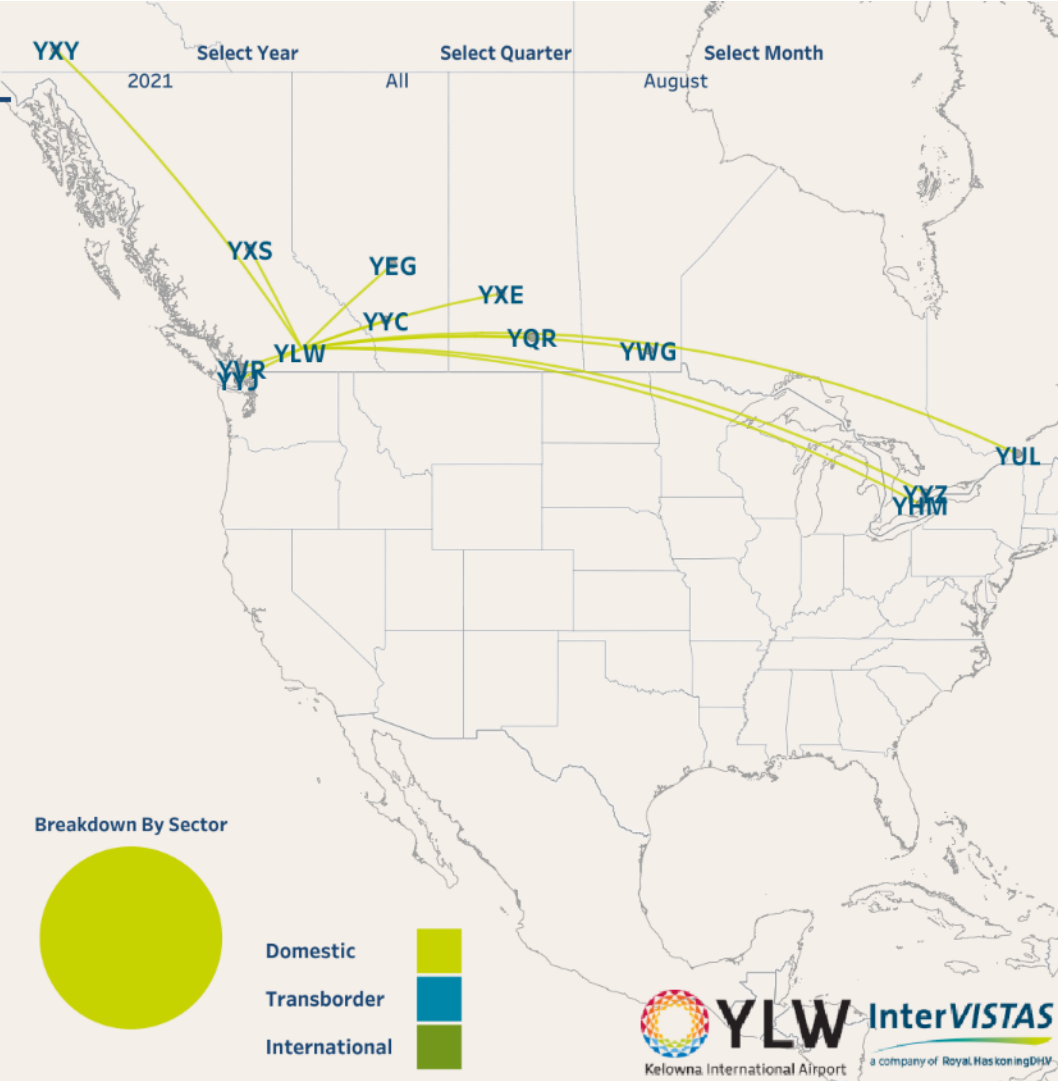 YXY
Select Year
Select Quarter
Select Month
2021
All
August
YXS
YEG
YXE
YYC
YQR
YLW
YWG
YVR
YYJ
YUL
YYZ
YHM
Breakdown By Sector
Domestic
Transborder
International
YLW
Kelowna International Airport
InterVISTAS
a company of Royal HaskoningDHV